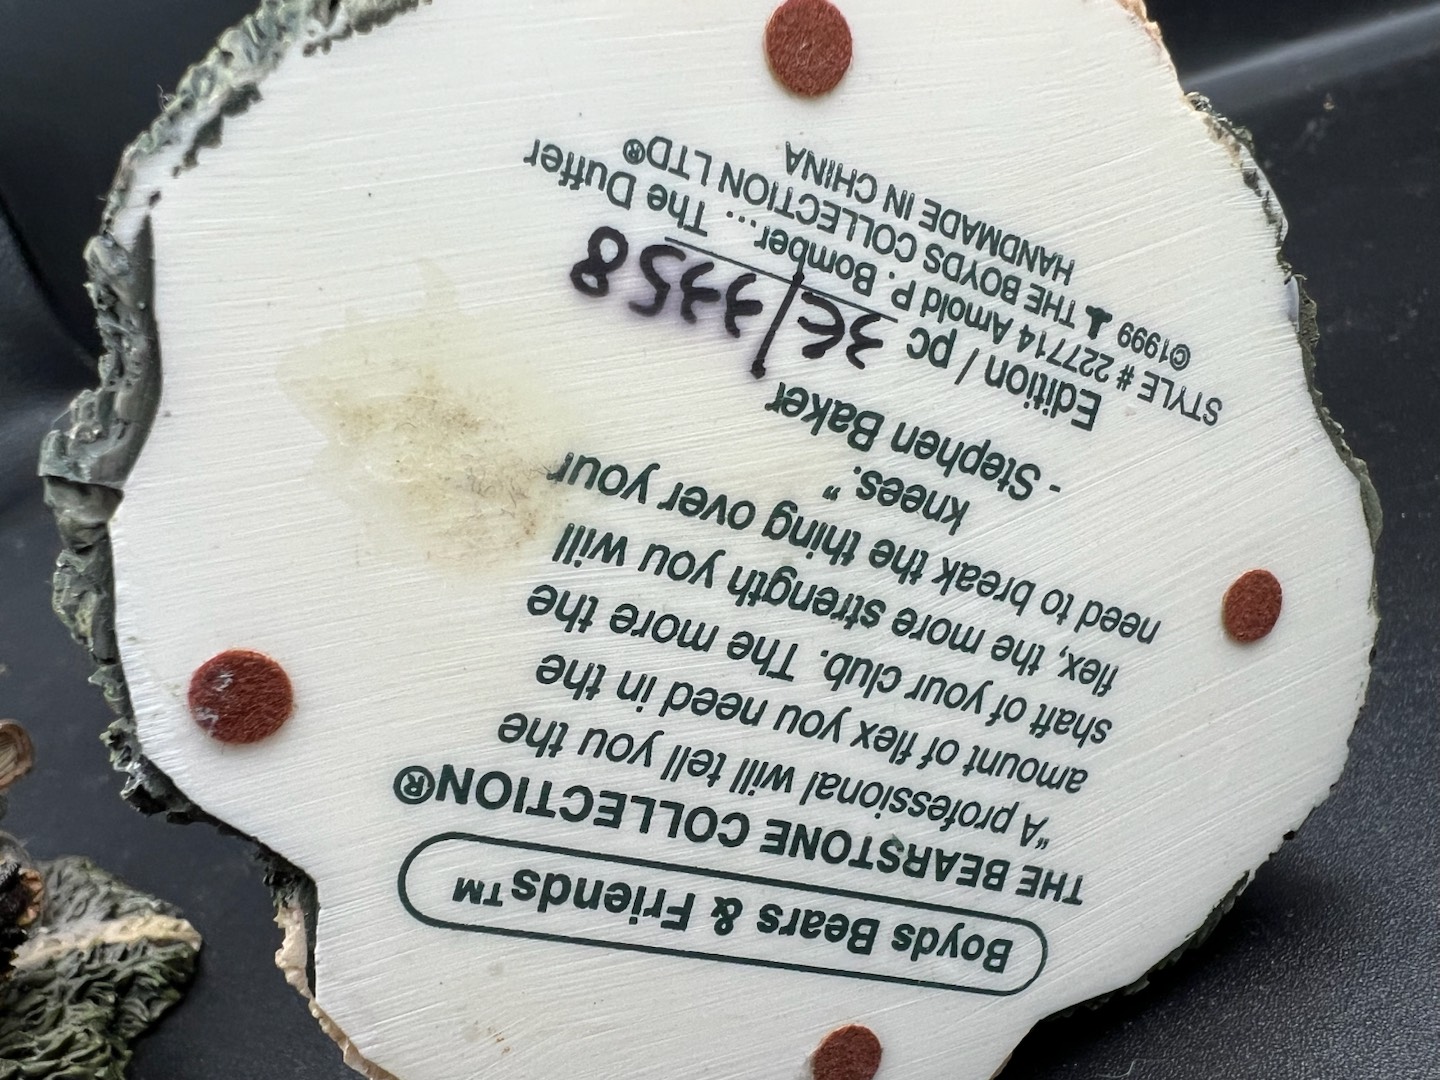 Boyds Bears & Friends™
THE BEARSTONE COLLECTION®
“A professional will tell you the
amount of flex you need in the
shaft of your club. The more the
flex, the more strength you will
need to break the thing over your
knees.”
- Stephen Baker
Edition / pc 3E/3358
STYLE # 227714 Arnold P. Bomber... The Duffer
©1999 THE BOYDS COLLECTION LTD®
HANDMADE IN CHINA